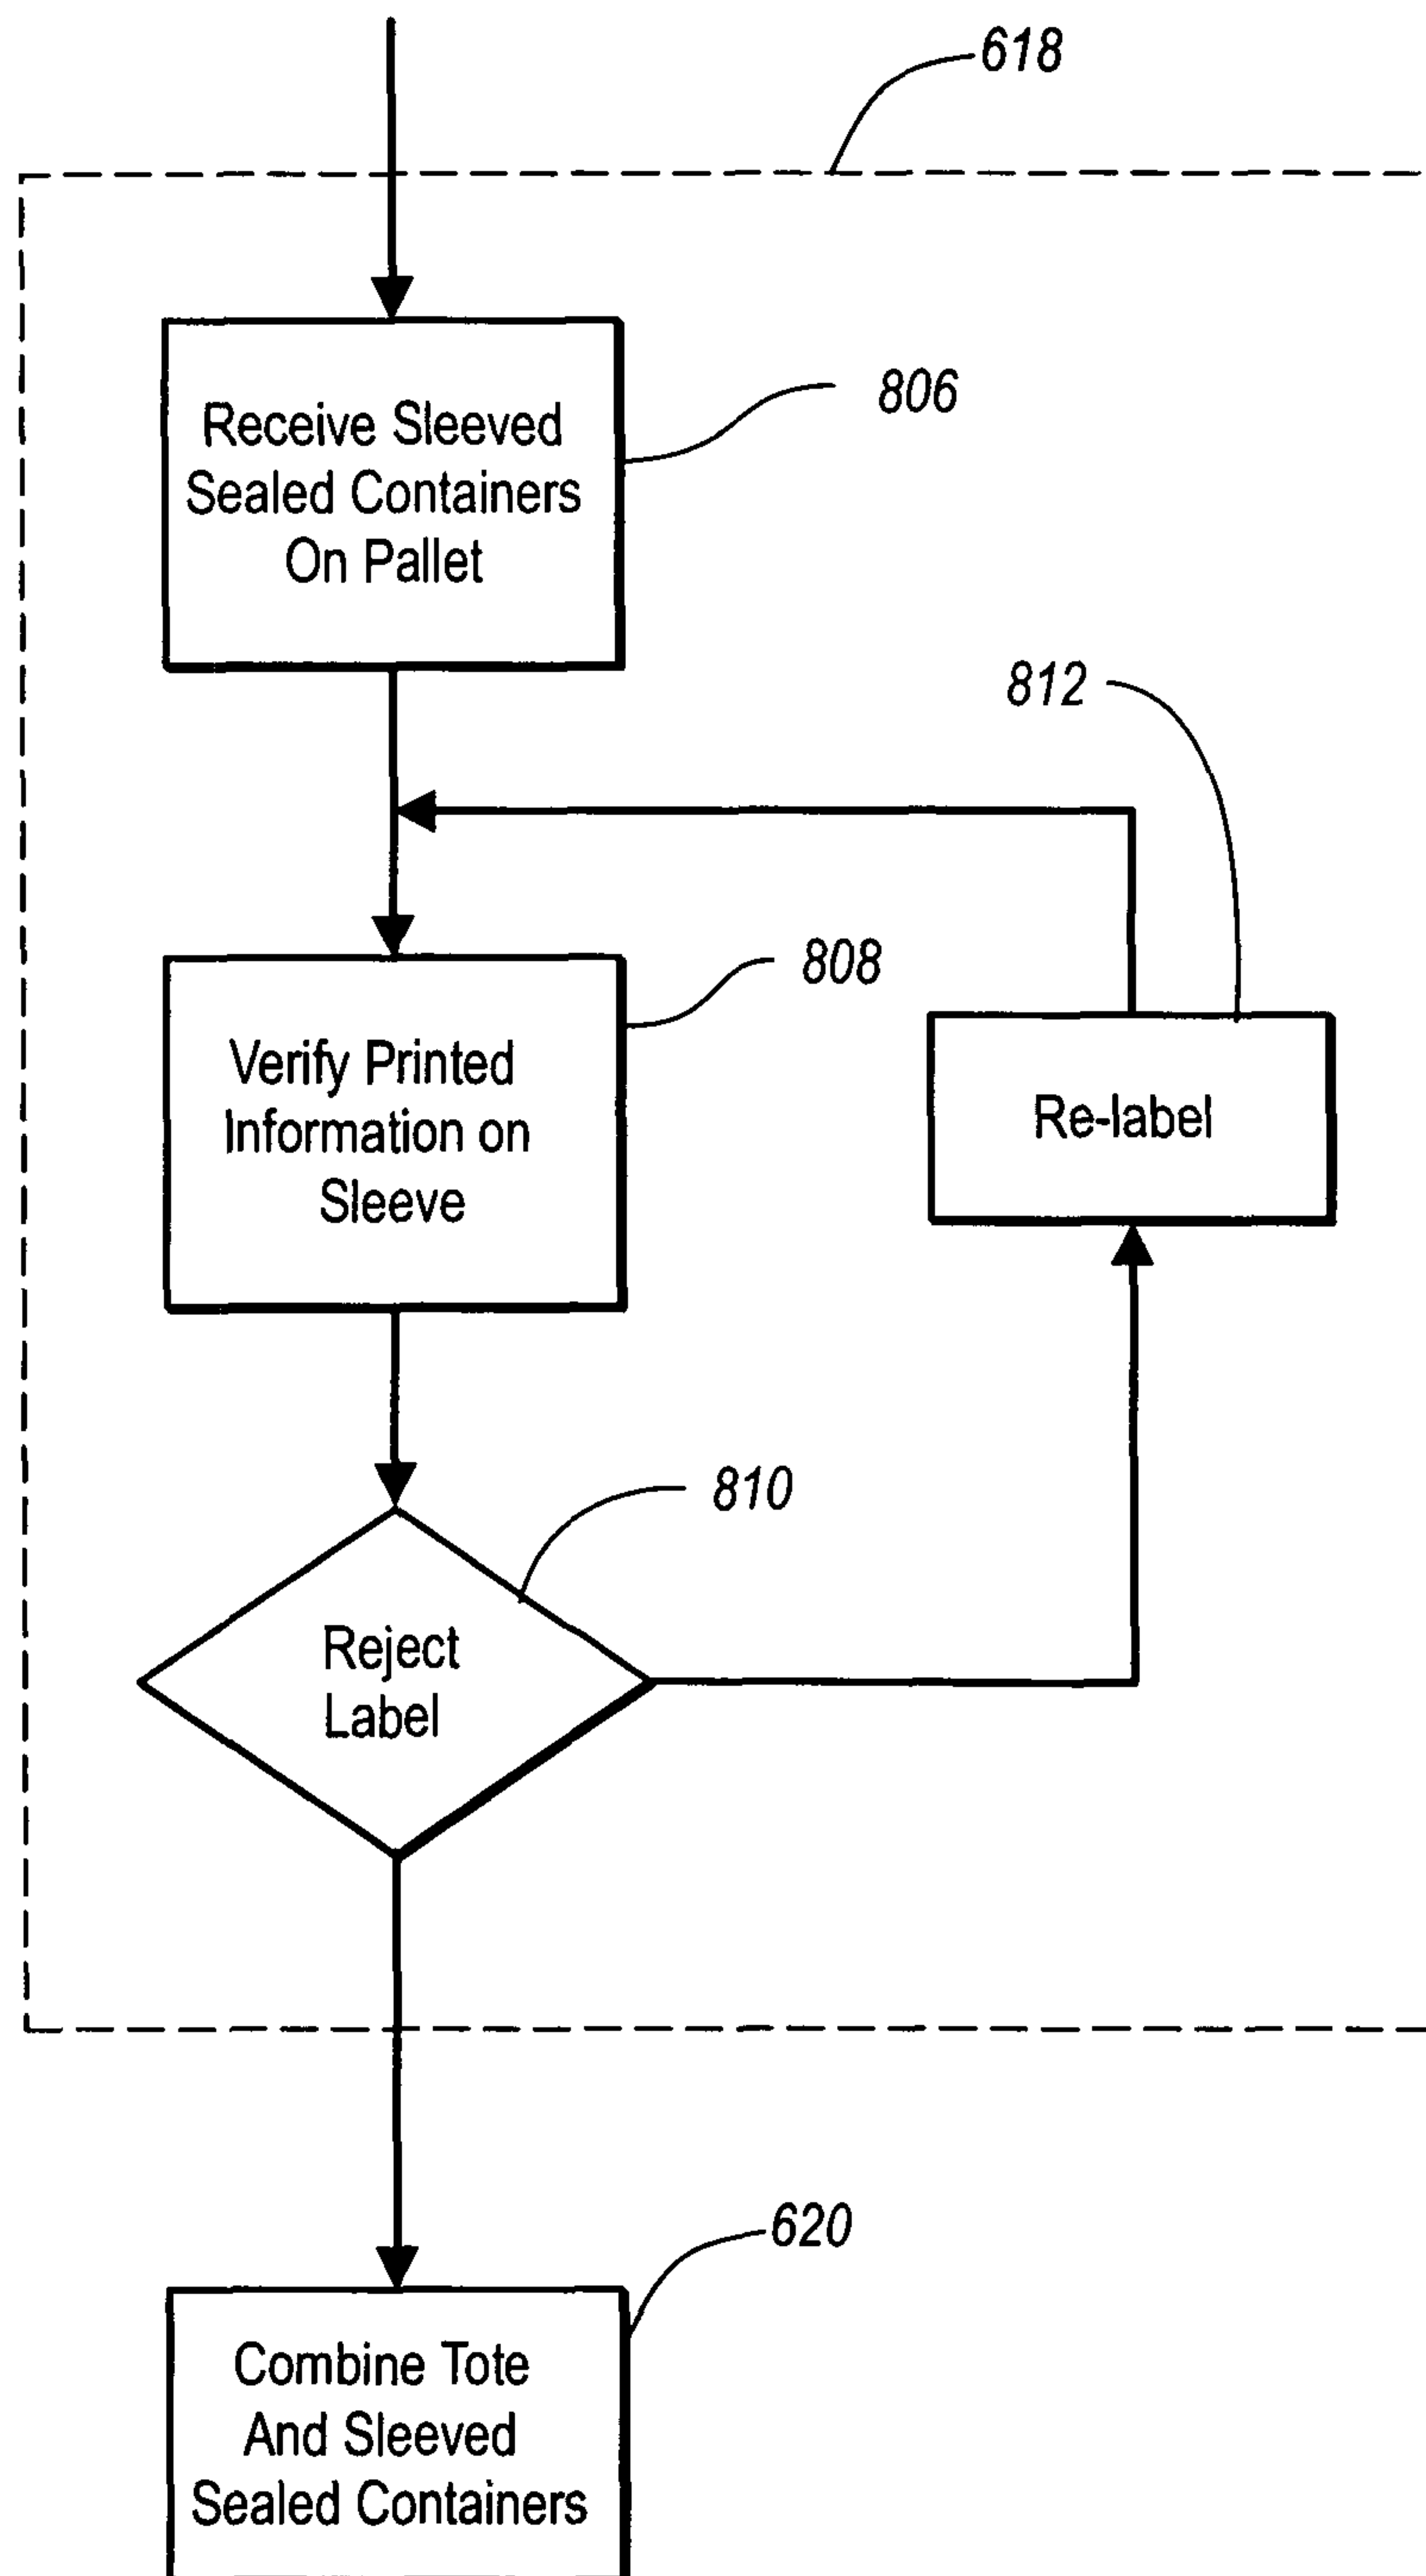 618
Receive Sleeved
Sealed Containers
On Pallet
806
812
Verify Printed
Information on
Sleeve
808
Re-label
Reject
Label
810
620
Combine Tote
And Sleeved
Sealed Containers